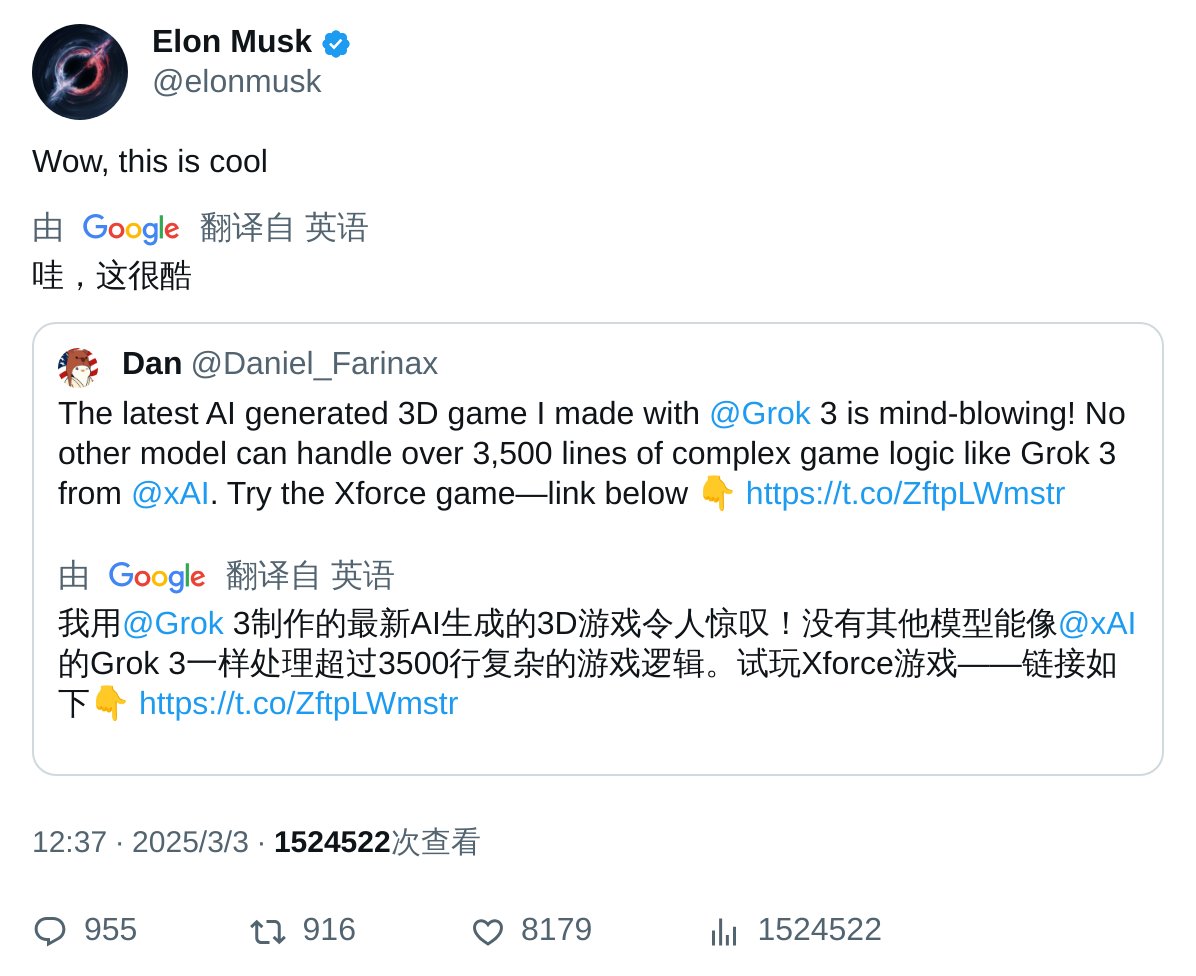 Elon Musk
@elonmusk
Wow, this is cool
由 Google 翻译自 英语
哇，这很酷
Dan @Daniel_Farinax
The latest AI generated 3D game I made with @Grok 3 is mind-blowing! No
other model can handle over 3,500 lines of complex game logic like Grok 3
from @xAI. Try the Xforce game—link below 👇 https://t.co/ZftpLWmstr
由 Google 翻译自 英语
我用@Grok 3制作的最新AI生成的3D游戏令人惊叹！没有其他模型能像@xAI
的Grok 3一样处理超过3500行复杂的游戏逻辑。试玩Xforce游戏——链接如
下👇 https://t.co/ZftpLWmstr
12:37 · 2025/3/3 · 1524522次查看
955 916 8179 1524522